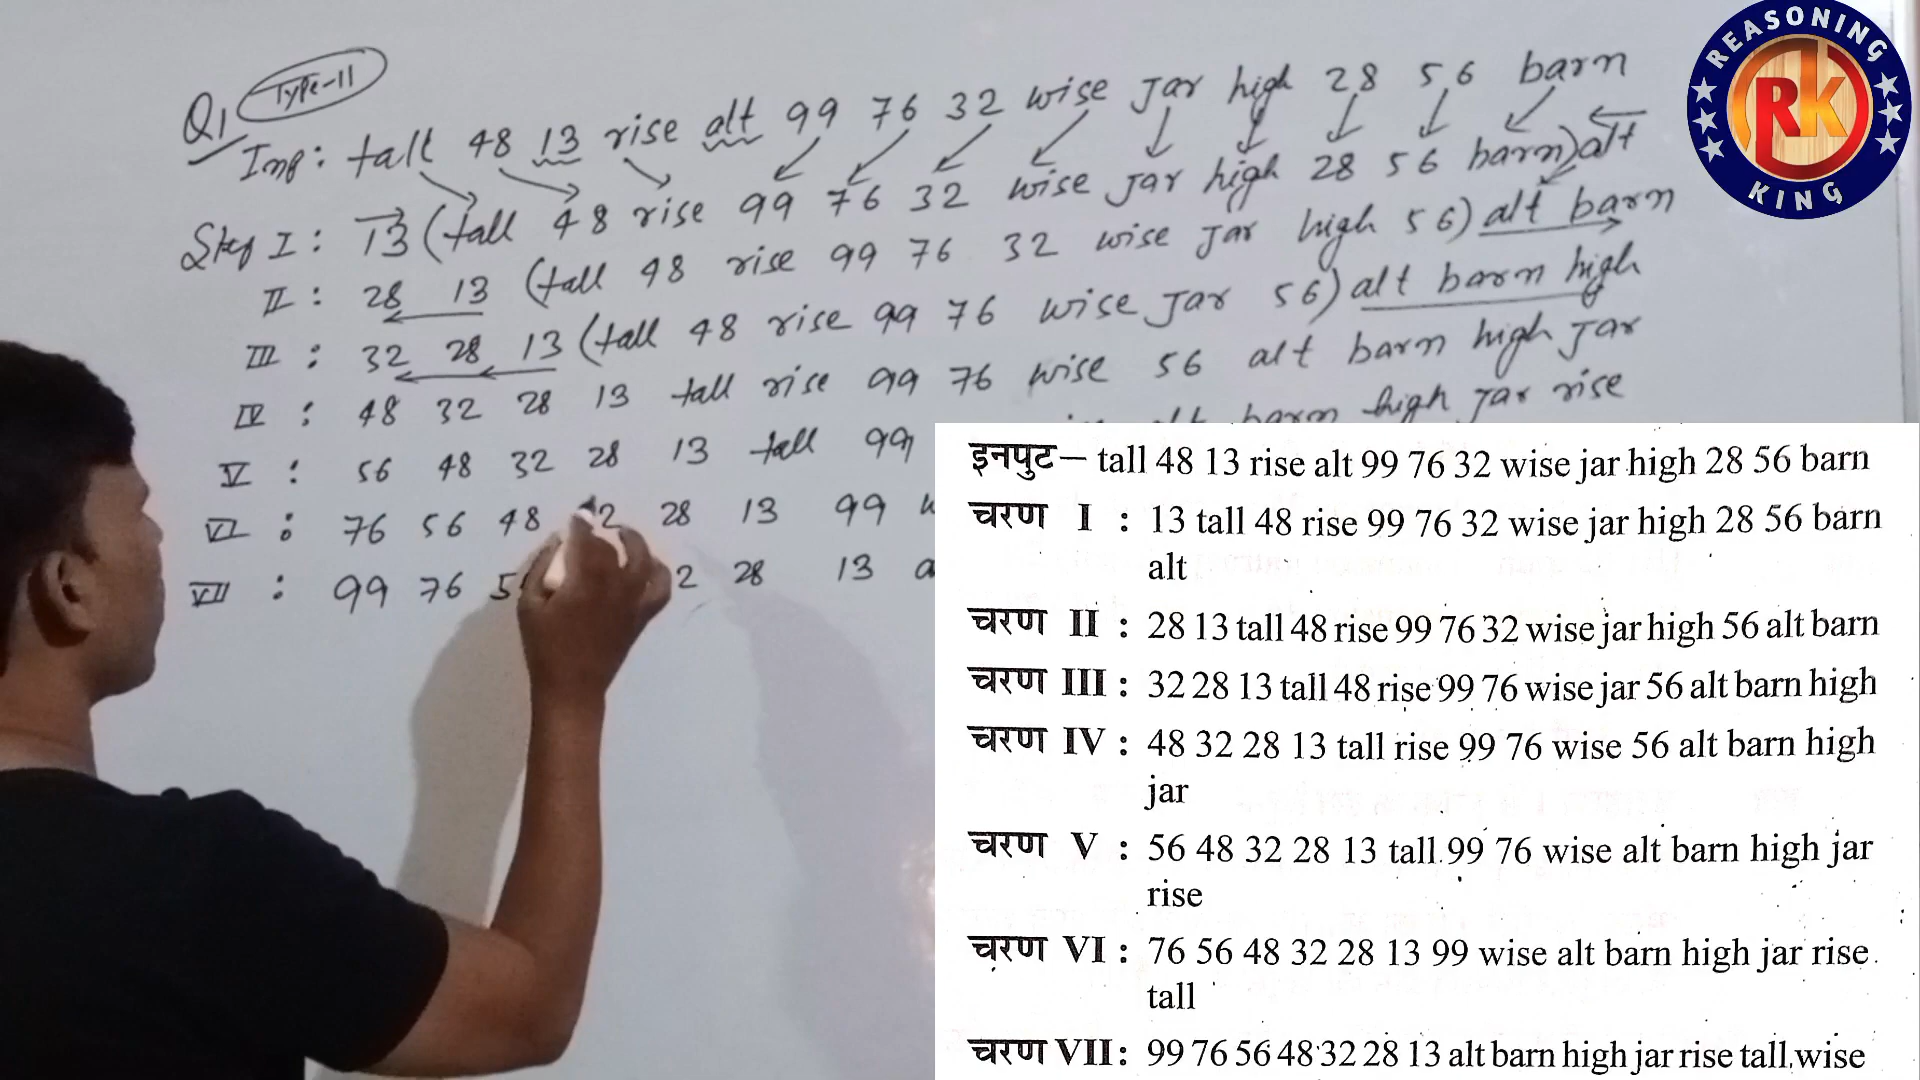 Q1 Type-II
Inp: tall 48 13 rise alt 99 76 32 wise jar high 28 56 barn
Step I: 13 (tall 48 rise 99 76 32 wise jar high 28 56 barn) alt
II: 28 13 (tall 48 rise 99 76 32 wise jar high 56) alt barn
III: 32 28 13 (tall 48 rise 99 76 wise jar 56) alt barn high
IV: 48 32 28 13 tall rise 99 76 wise 56 alt barn high jar
V: 56 48 32 28 13 tall 99 alt barn high jar rise
VI: 76 56 48 28 13 99
VII: 99 76 28 13
REASONING
RK
KING
इनपुट— tall 48 13 rise alt 99 76 32 wise jar high 28 56 barn
चरण I : 13 tall 48 rise 99 76 32 wise jar high 28 56 barn
alt
चरण II : 28 13 tall 48 rise 99 76 32 wise jar high 56 alt barn
चरण III : 32 28 13 tall 48 rise 99 76 wise jar 56 alt barn high
चरण IV : 48 32 28 13 tall rise 99 76 wise 56 alt barn high
jar
चरण V : 56 48 32 28 13 tall 99 76 wise alt barn high jar
rise
चरण VI : 76 56 48 32 28 13 99 wise alt barn high jar rise
tall
चरण VII : 99 76 56 48 32 28 13 alt barn high jar rise tall wise